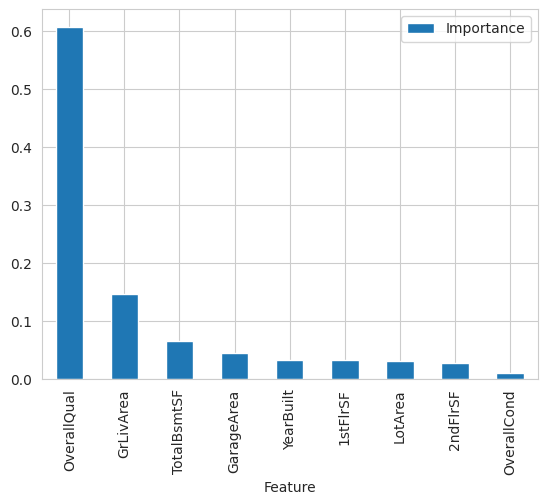 Importance
0.6
0.5
0.4
0.3
0.2
0.1
0.0
OverallQual
GrLivArea
TotalBsmtSF
GarageArea
YearBuilt
1stFlrSF
LotArea
2ndFlrSF
OverallCond
Feature